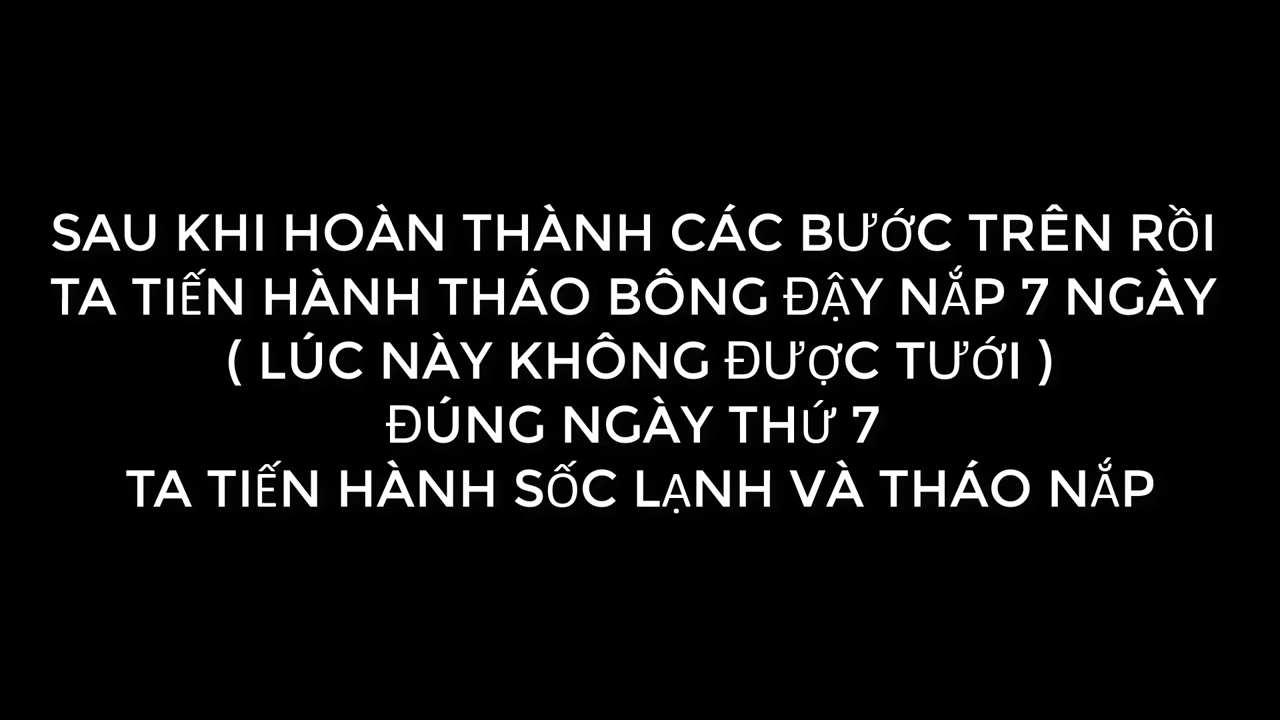 SAU KHI HOÀN THÀNH CÁC BƯỚC TRÊN RỒI
TA TIẾN HÀNH THÁO BÔNG ĐẬY NẮP 7 NGÀY
( LÚC NÀY KHÔNG ĐƯỢC TƯỚI )
ĐÚNG NGÀY THỨ 7
TA TIẾN HÀNH SỐC LẠNH VÀ THÁO NẮP